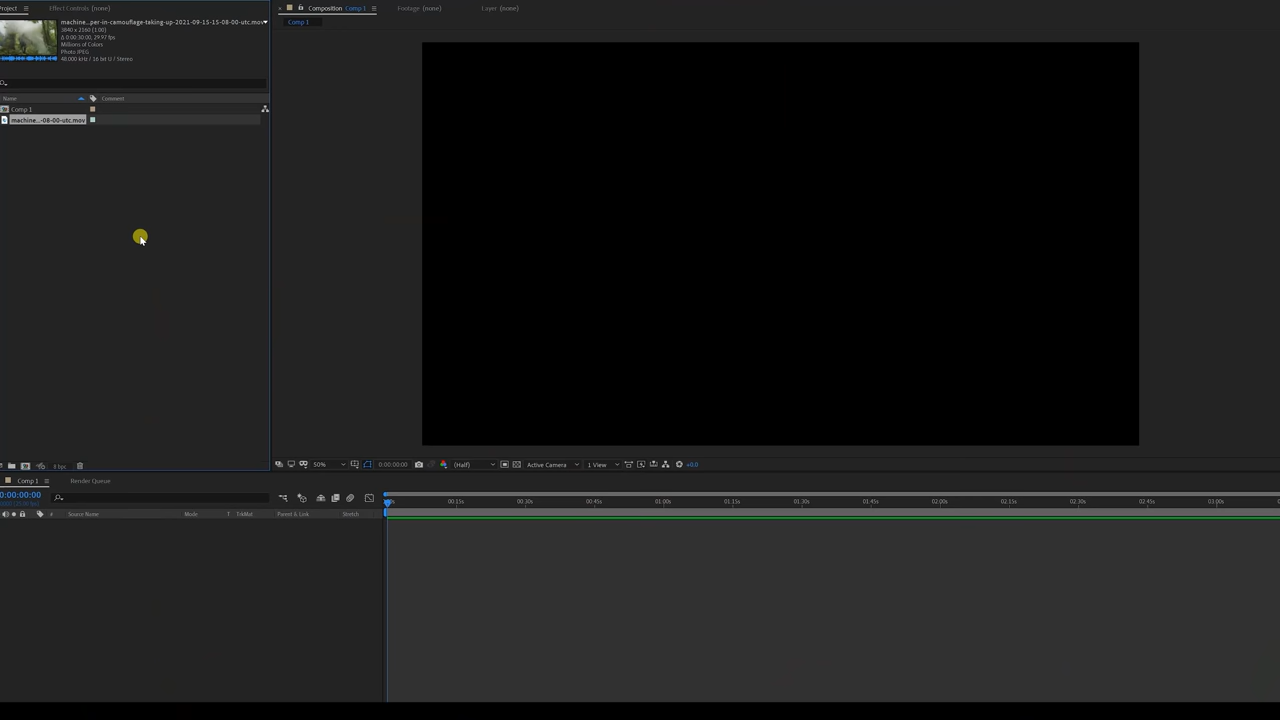 Project
Effect Controls (none)
Composition Comp 1
Footage (none)
Layer (none)
Comp 1
machine...per-in-camouflage-taking-up-2021-09-15-15-08-00-utc.mov
3840 x 2160 (1.00)
Δ 0:00:30:00, 29.97 fps
Millions of Colors
Photo JPEG
48.000 kHz / 16 bit U / Stereo
Name
Comment
Comp 1
machine...-08-00-utc.mov
8 bpc
50%
0:00:00:00
(Half)
Active Camera
1 View
+0.0
Comp 1
Render Queue
0:00:00:00
#
Source Name
Mode
T
TrkMat
Parent & Link
Stretch
00:15s
00:30s
00:45s
01:00s
01:15s
01:30s
01:45s
02:00s
02:15s
02:30s
02:45s
03:00s